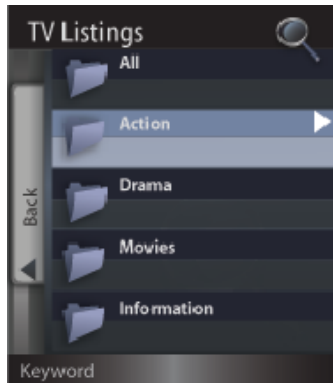 TV Listings
All
Action
Drama
Back
Movies
Information
Keyword